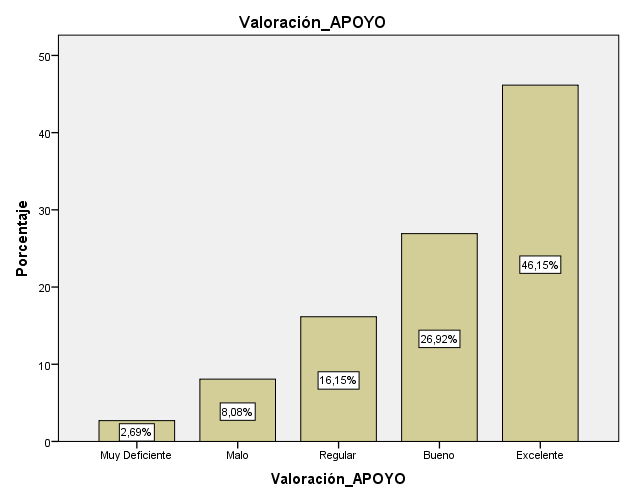 Valoración_APOYO
Porcentaje
50
40
30
20
10
0
2,69%
8,08%
16,15%
26,92%
46,15%
Muy Deficiente
Malo
Regular
Bueno
Excelente
Valoración_APOYO